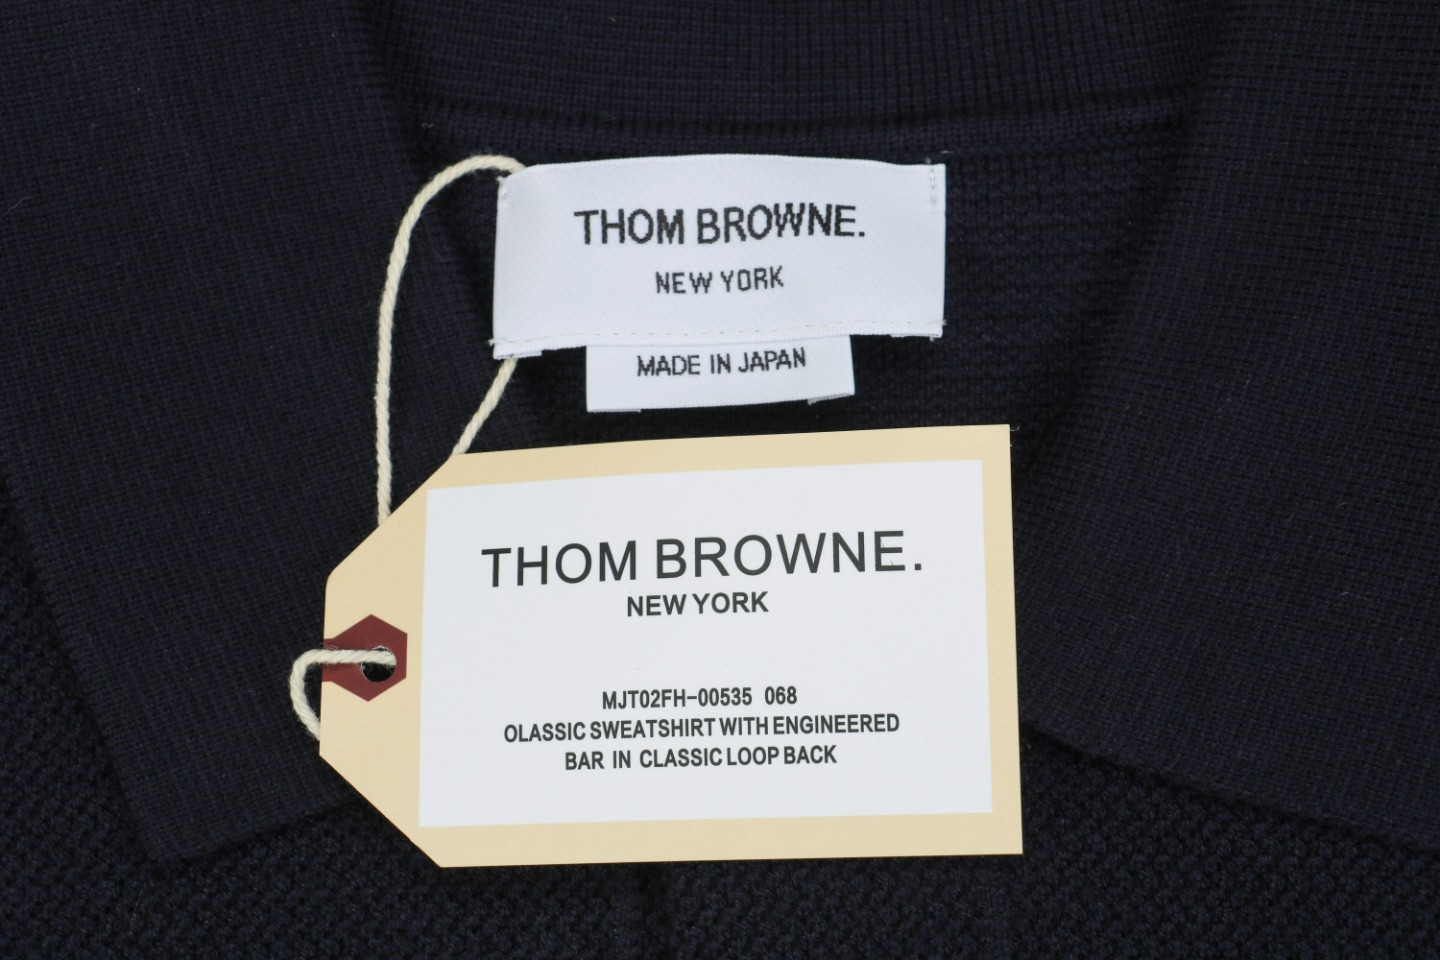 THOM BROWNE.
NEW YORK
MADE IN JAPAN
THOM BROWNE.
NEW YORK
MJT02FH-00535 068
OLASSIC SWEATSHIRT WITH ENGINEERED
BAR IN CLASSIC LOOP BACK